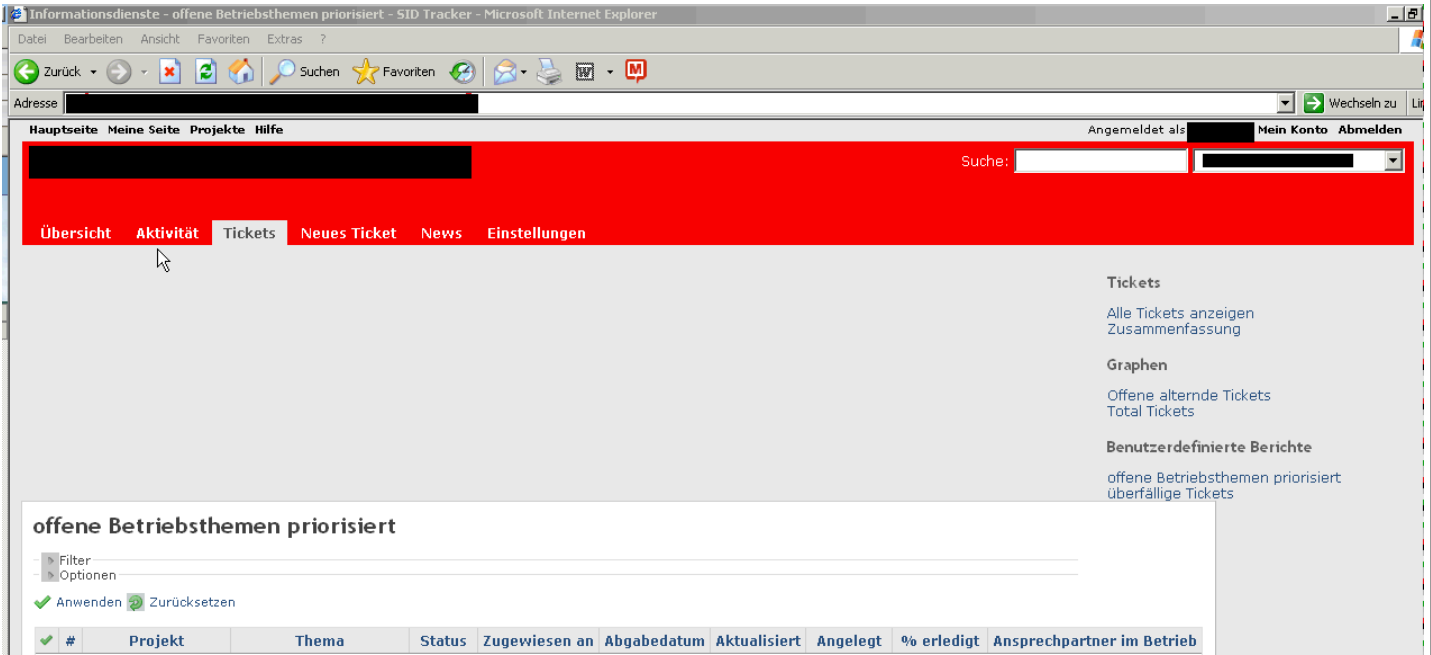 Informationsdienste - offene Betriebsthemen priorisiert - SID Tracker - Microsoft Internet Explorer
Datei Bearbeiten Ansicht Favoriten Extras ?
Zurück Suchen Favoriten
Adresse Wechseln zu
Hauptseite Meine Seite Projekte Hilfe Angemeldet als Mein Konto Abmelden
Suche:
Übersicht Aktivität Tickets Neues Ticket News Einstellungen
Tickets
Alle Tickets anzeigen
Zusammenfassung
Graphen
Offene alternde Tickets
Total Tickets
Benutzerdefinierte Berichte
offene Betriebsthemen priorisiert
überfällige Tickets
offene Betriebsthemen priorisiert
Filter
Optionen
Anwenden Zurücksetzen
# Projekt Thema Status Zugewiesen an Abgabedatum Aktualisiert Angelegt % erledigt Ansprechpartner im Betrieb